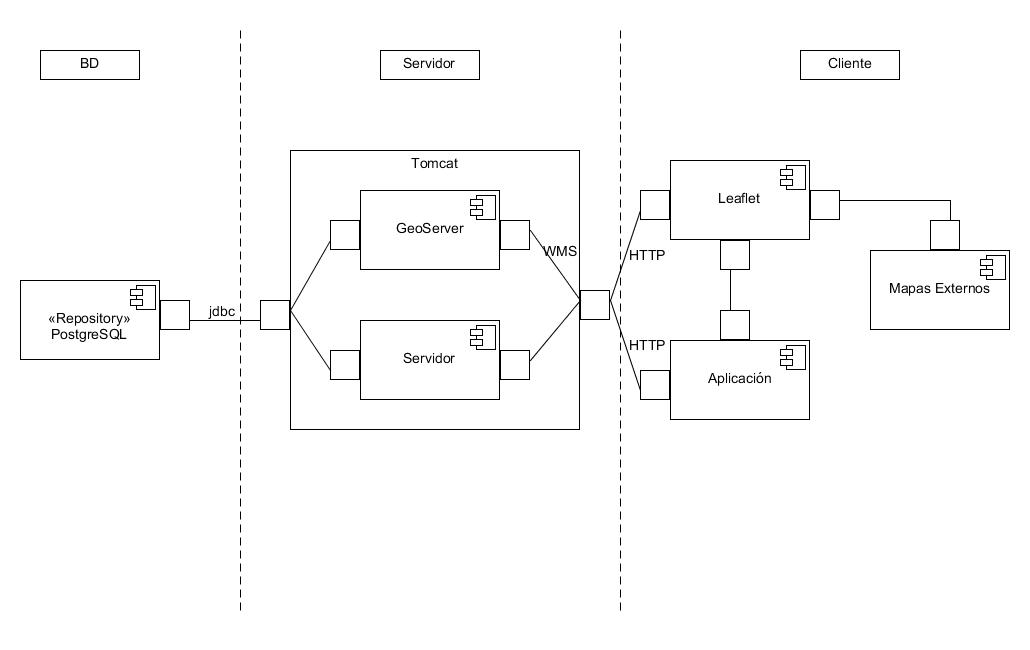 BD
Servidor
Cliente
Tomcat
GeoServer
WMS
Servidor
«Repository»
PostgreSQL
jdbc
HTTP
HTTP
Leaflet
Mapas Externos
Aplicación